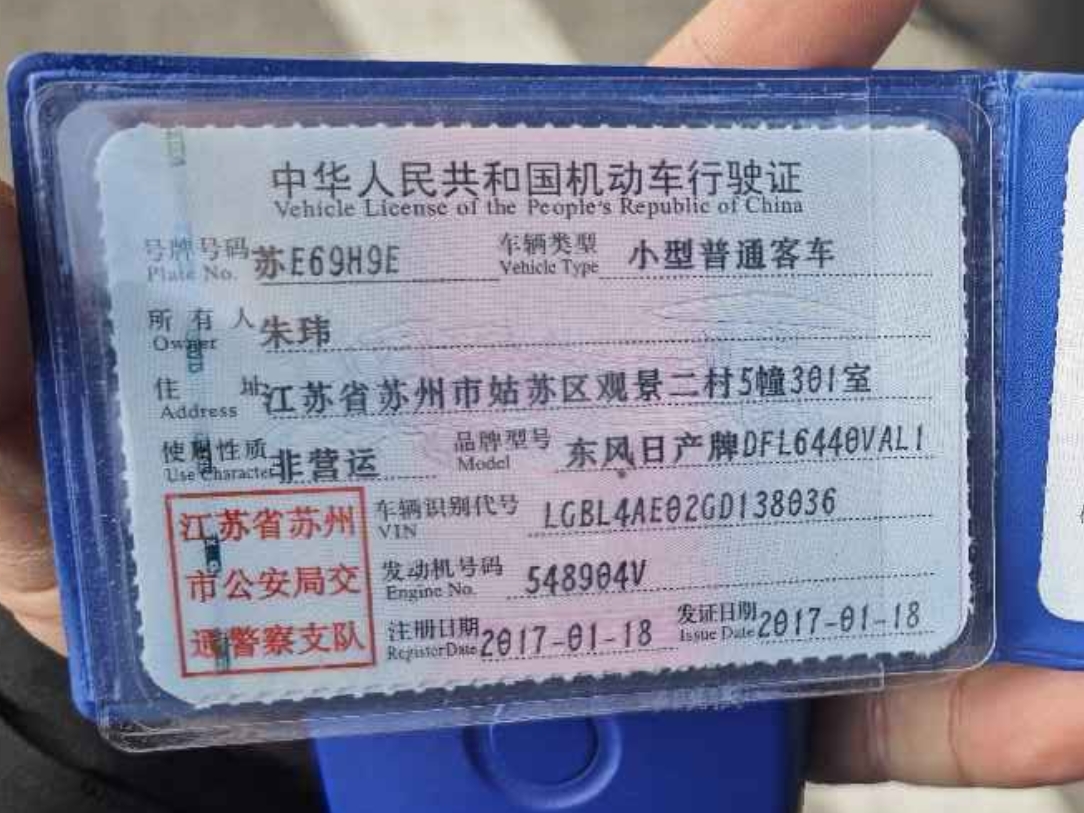 中华人民共和国机动车行驶证
Vehicle License of the People's Republic of China
号牌号码 苏E69H9E 车辆类型 小型普通客车
Plate No. Vehicle Type
所有人 朱玮
Owner
住址 江苏省苏州市姑苏区观景二村5幢301室
Address
使用性质 非营运 品牌型号 东风日产牌DFL6440VAL1
Use Character Model
江苏省苏州
市公安局交
通警察支队
车辆识别代号 LGBL4AE02GD138036
VIN
发动机号码 548904V
Engine No.
注册日期 2017-01-18 发证日期 2017-01-18
Register Date Issue Date